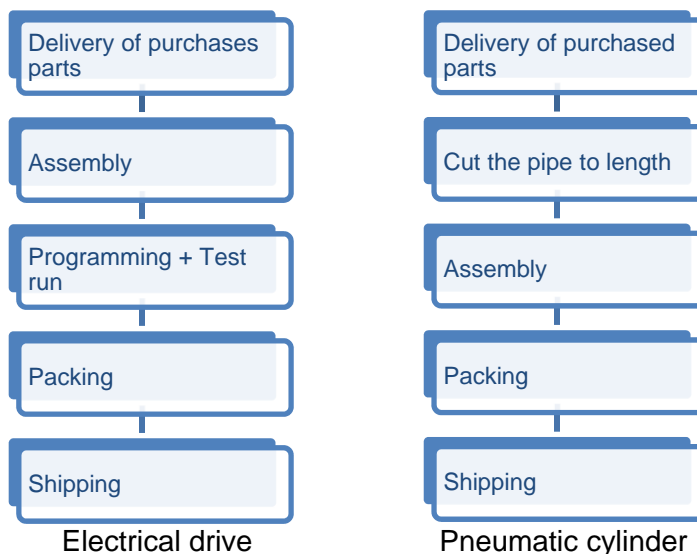 Delivery of purchases
parts
Assembly
Programming + Test
run
Packing
Shipping
Electrical drive
Delivery of purchased
parts
Cut the pipe to length
Assembly
Packing
Shipping
Pneumatic cylinder